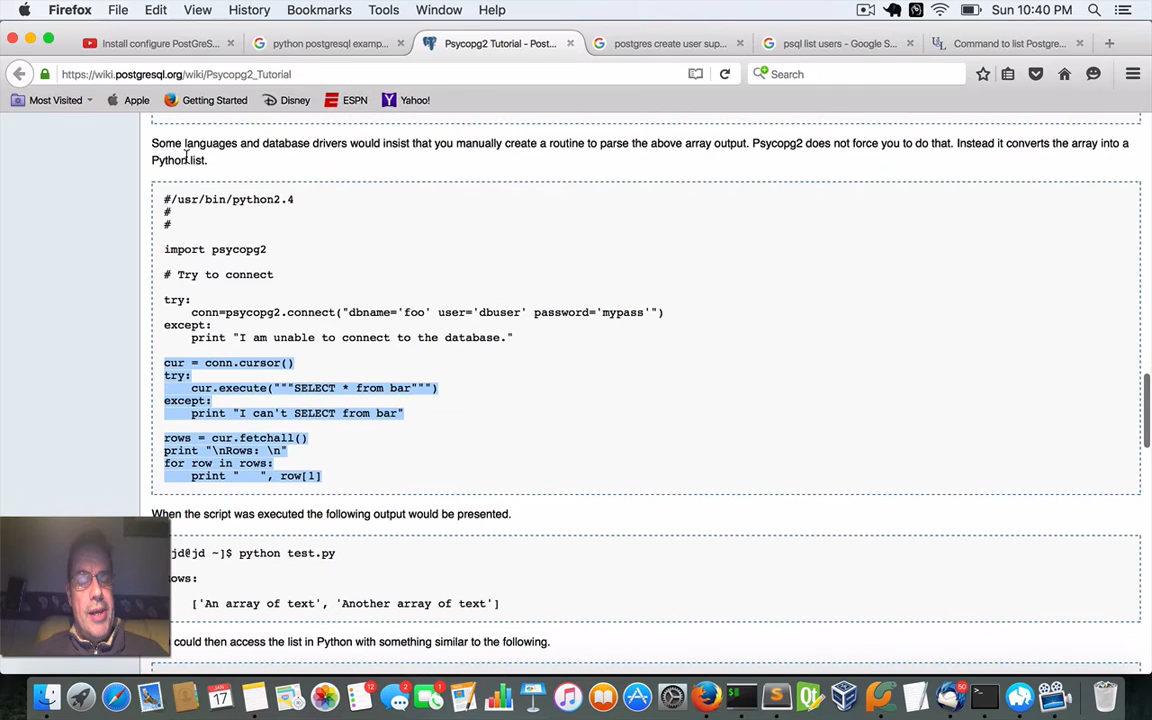 Firefox File Edit View History Bookmarks Tools Window Help Sun 10:40 PM
Install configure PostGreS... × python postgresql examp... × Psycopg2 Tutorial - Post... × postgres create user sup... × psql list users - Google S... × Command to list Postgre... ×
https://wiki.postgresql.org/wiki/Psycopg2_Tutorial Search
Most Visited Apple Getting Started Disney ESPN Yahoo!
Some languages and database drivers would insist that you manually create a routine to parse the above array output. Psycopg2 does not force you to do that. Instead it converts the array into a
Python list.
#/usr/bin/python2.4
#
#
import psycopg2
# Try to connect
try:
conn=psycopg2.connect("dbname='foo' user='dbuser' password='mypass'")
except:
print "I am unable to connect to the database."
cur = conn.cursor()
try:
cur.execute("""SELECT * from bar""")
except:
print "I can't SELECT from bar"
rows = cur.fetchall()
print "\nRows: \n"
for row in rows:
print "   ", row[1]
When the script was executed the following output would be presented.
jd@jd ~]$ python test.py
ows:
['An array of text', 'Another array of text']
could then access the list in Python with something similar to the following.
17 12 2 1 50